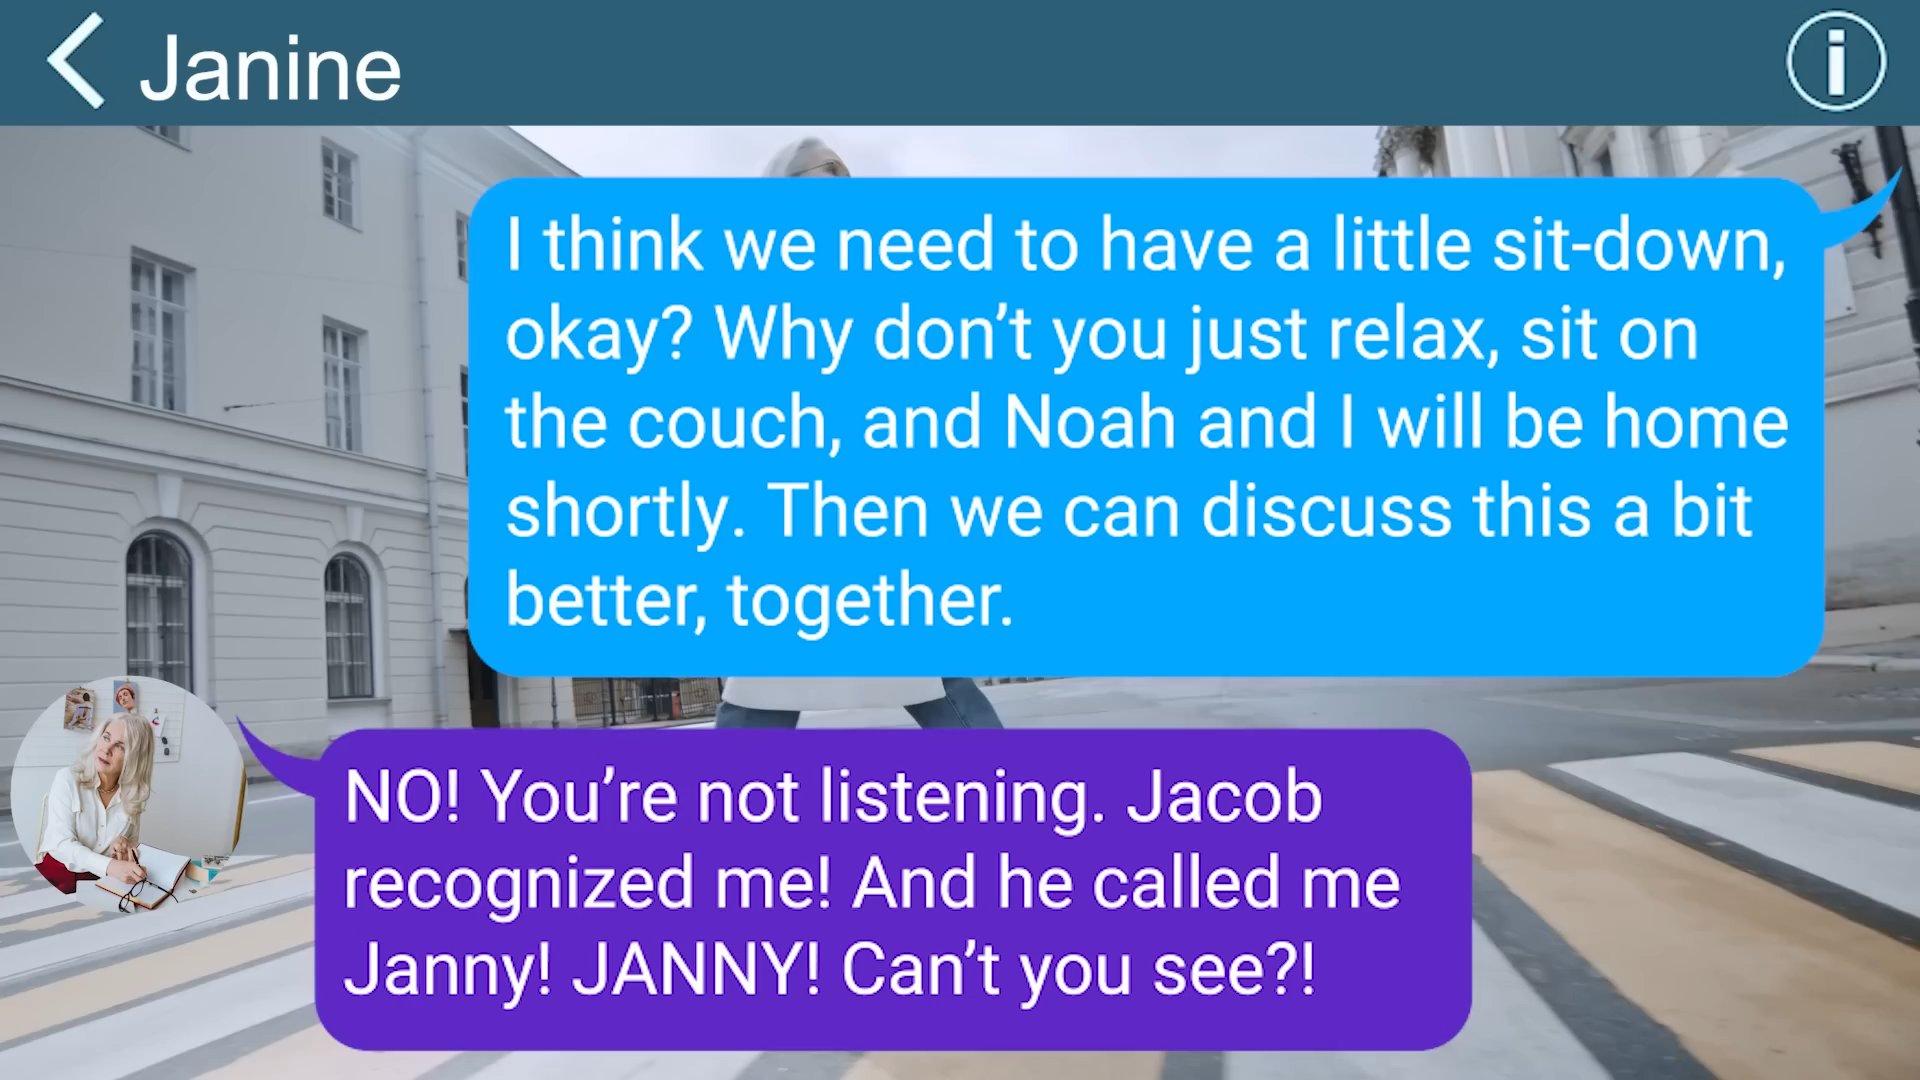 Janine
I think we need to have a little sit-down,
okay? Why don’t you just relax, sit on
the couch, and Noah and I will be home
shortly. Then we can discuss this a bit
better, together.
NO! You’re not listening. Jacob
recognized me! And he called me
Janny! JANNY! Can’t you see?!